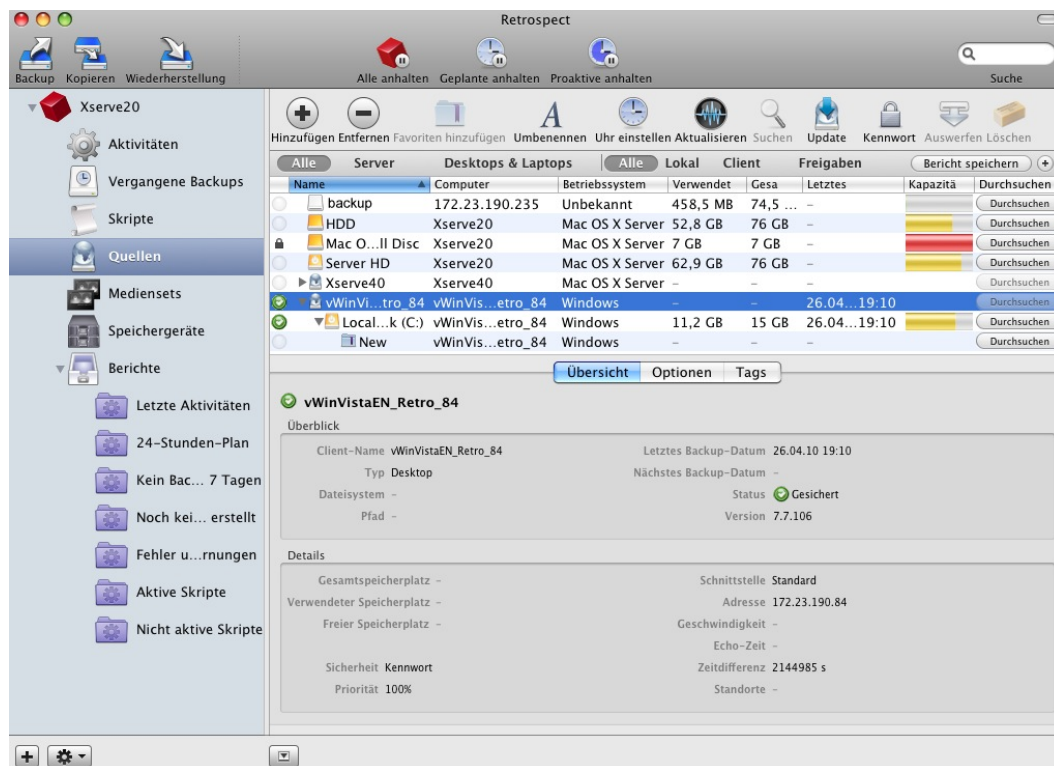 Retrospect
Backup Kopieren Wiederherstellung Alle anhalten Geplante anhalten Proaktive anhalten Suche
Xserve20
Aktivitäten
Vergangene Backups
Skripte
Quellen
Mediensets
Speichergeräte
Berichte
Letzte Aktivitäten
24-Stunden-Plan
Kein Bac... 7 Tagen
Noch kei... erstellt
Fehler u...rnungen
Aktive Skripte
Nicht aktive Skripte
Hinzufügen Entfernen Favoriten hinzufügen Umbenennen Uhr einstellen Aktualisieren Suchen Update Kennwort Auswerfen Löschen
Alle Server Desktops & Laptops Alle Lokal Client Freigaben Bericht speichern +
Name Computer Betriebssystem Verwendet Gesa Letztes Kapazitä Durchsuchen
backup 172.23.190.235 Unbekannt 458,5 MB 74,5 ... – Durchsuchen
HDD Xserve20 Mac OS X Server 52,8 GB 76 GB – Durchsuchen
Mac O...ll Disc Xserve20 Mac OS X Server 7 GB 7 GB – Durchsuchen
Server HD Xserve20 Mac OS X Server 62,9 GB 76 GB – Durchsuchen
Xserve40 Xserve40 Mac OS X Server – – – Durchsuchen
vWinVi...tro_84 vWinVis...etro_84 Windows – – 26.04...19:10 Durchsuchen
Local...k (C:) vWinVis...etro_84 Windows 11,2 GB 15 GB 26.04...19:10 Durchsuchen
New vWinVis...etro_84 Windows – – – Durchsuchen
Übersicht Optionen Tags
vWinVistaEN_Retro_84
Überblick
Client-Name vWinVistaEN_Retro_84 Letztes Backup-Datum 26.04.10 19:10
Typ Desktop Nächstes Backup-Datum –
Dateisystem – Status Gesichert
Pfad – Version 7.7.106
Details
Gesamtspeicherplatz – Schnittstelle Standard
Verwendeter Speicherplatz – Adresse 172.23.190.84
Freier Speicherplatz – Geschwindigkeit –
Echo-Zeit –
Sicherheit Kennwort Zeitdifferenz 2144985 s
Priorität 100% Standorte –